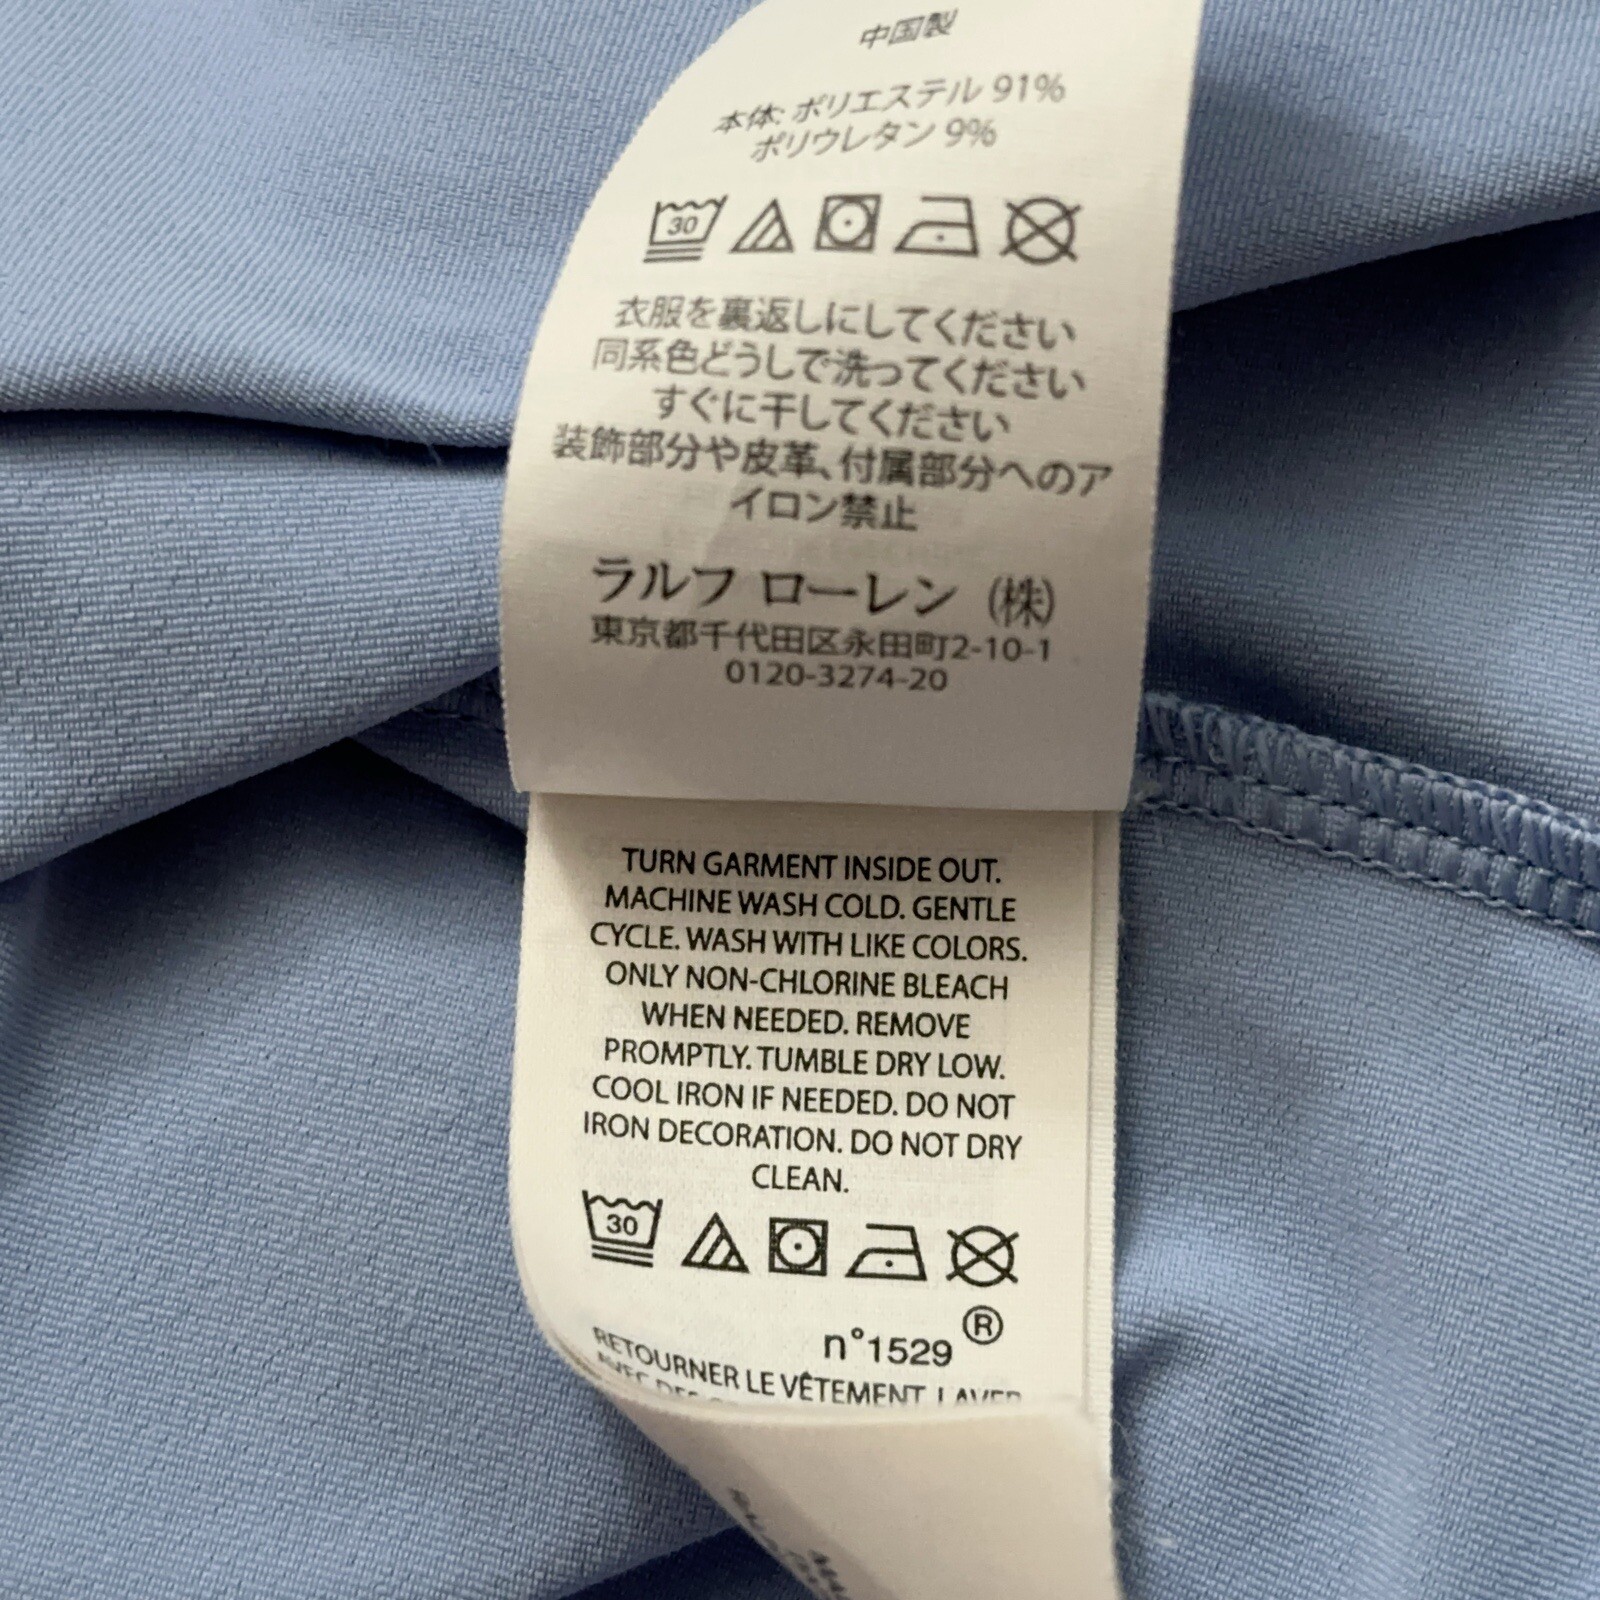 中国製
本体: ポリエステル 91%
ポリウレタン 9%
30
衣服を裏返しにしてください
同系色どうしで洗ってください
すぐに干してください
装飾部分や皮革、付属部分へのア
イロン禁止
ラルフ ローレン (株)
東京都千代田区永田町2-10-1
0120-3274-20
TURN GARMENT INSIDE OUT.
MACHINE WASH COLD. GENTLE
CYCLE. WASH WITH LIKE COLORS.
ONLY NON-CHLORINE BLEACH
WHEN NEEDED. REMOVE
PROMPTLY. TUMBLE DRY LOW.
COOL IRON IF NEEDED. DO NOT
IRON DECORATION. DO NOT DRY
CLEAN.
30
n°1529 ®
RETOURNER LE VÊTEMENT. LAVER
AVEC DES